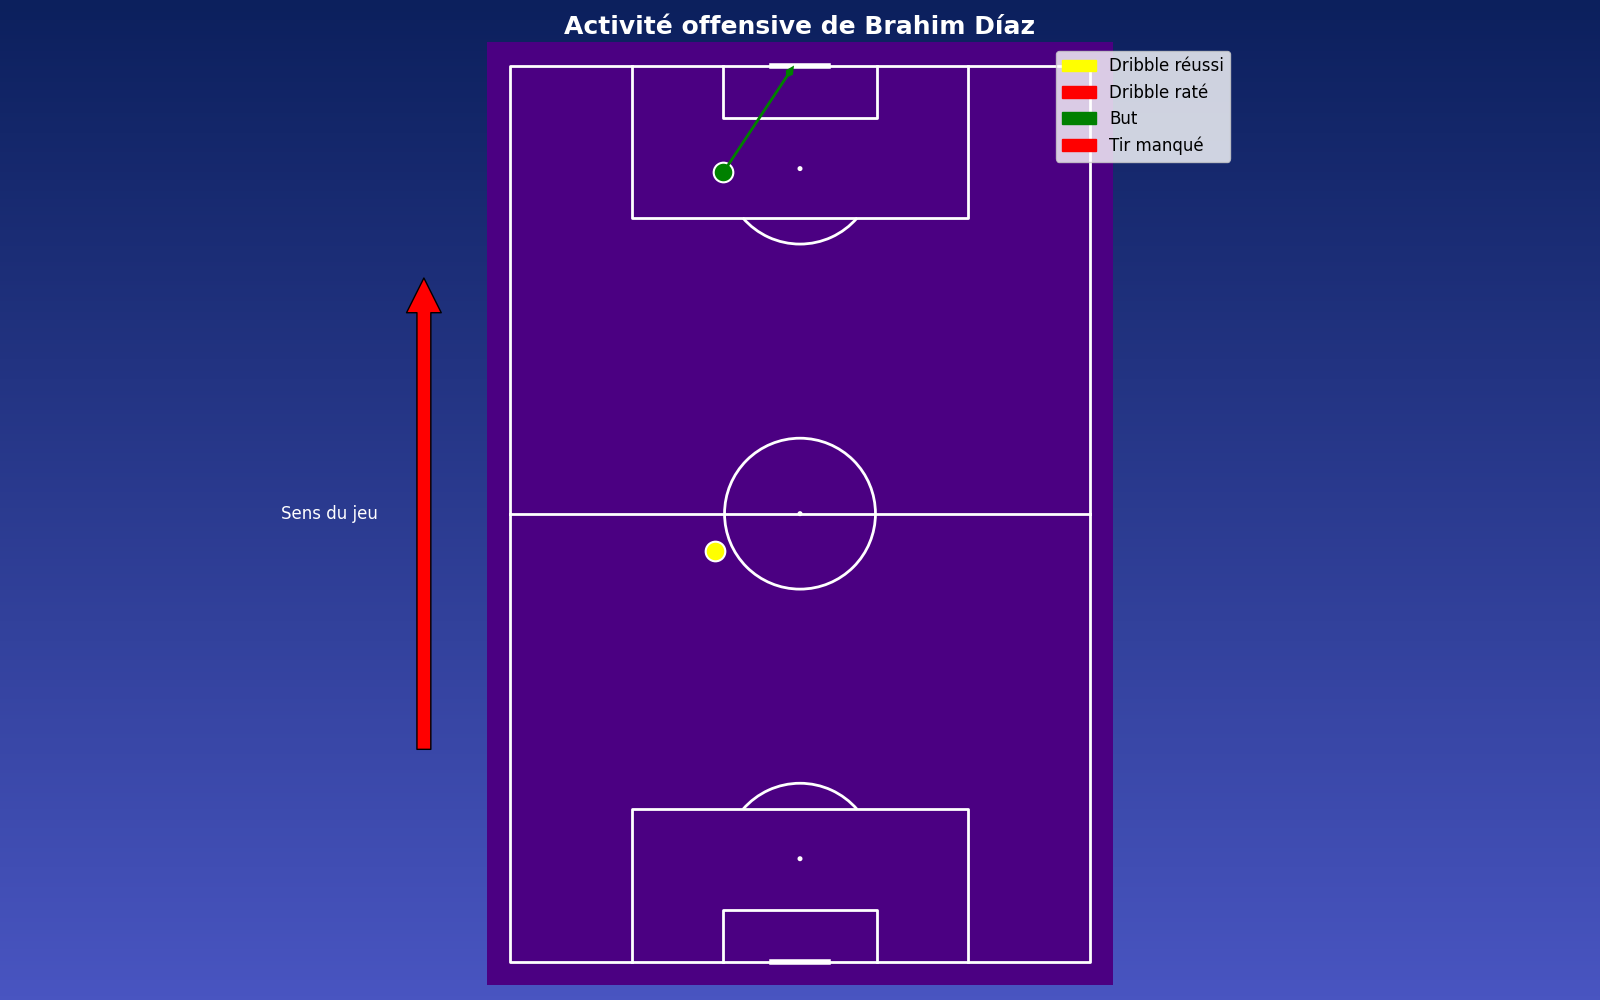 Activité offensive de Brahim Díaz
Dribble réussi
Dribble raté
But
Tir manqué
Sens du jeu